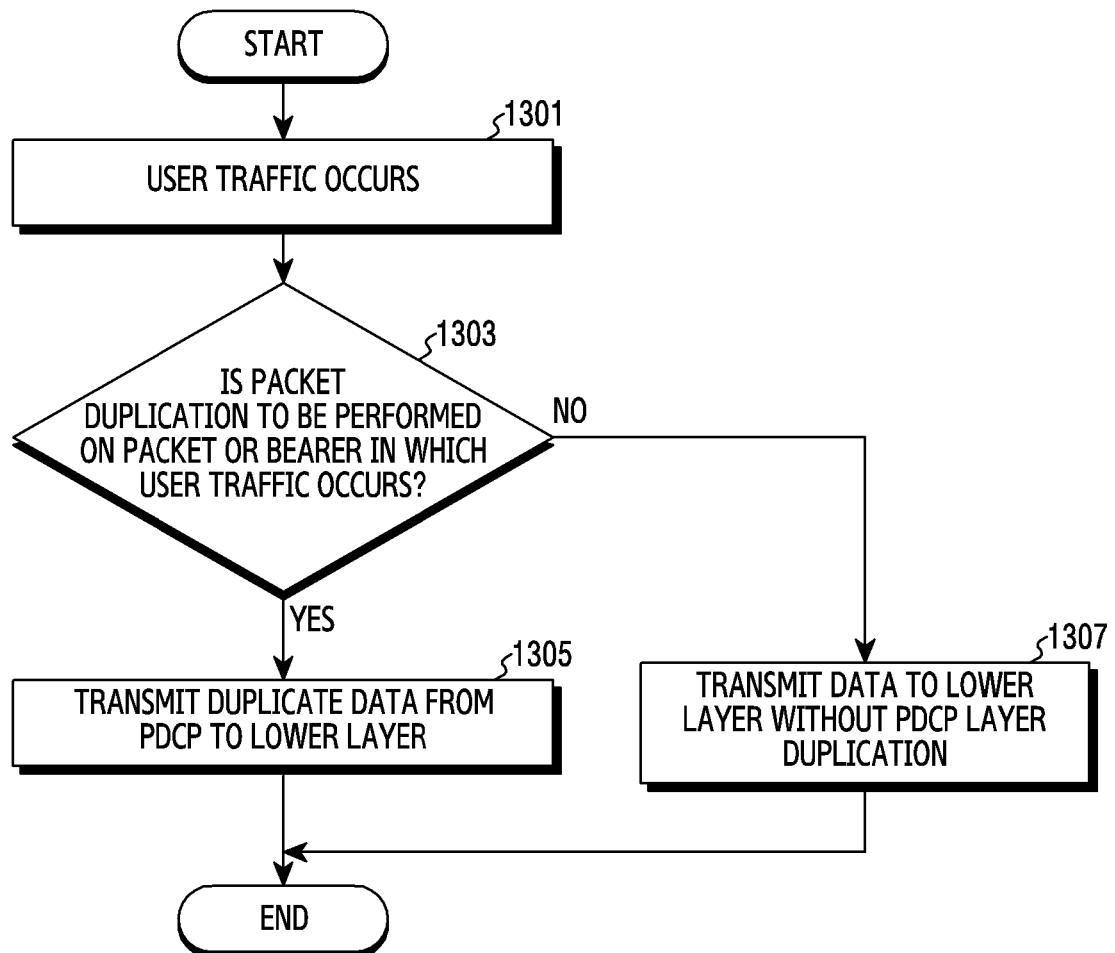 START
1301
USER TRAFFIC OCCURS
1303
IS PACKET
DUPLICATION TO BE PERFORMED
ON PACKET OR BEARER IN WHICH
USER TRAFFIC OCCURS?
NO
YES
1305
TRANSMIT DUPLICATE DATA FROM
PDCP TO LOWER LAYER
1307
TRANSMIT DATA TO LOWER
LAYER WITHOUT PDCP LAYER
DUPLICATION
END